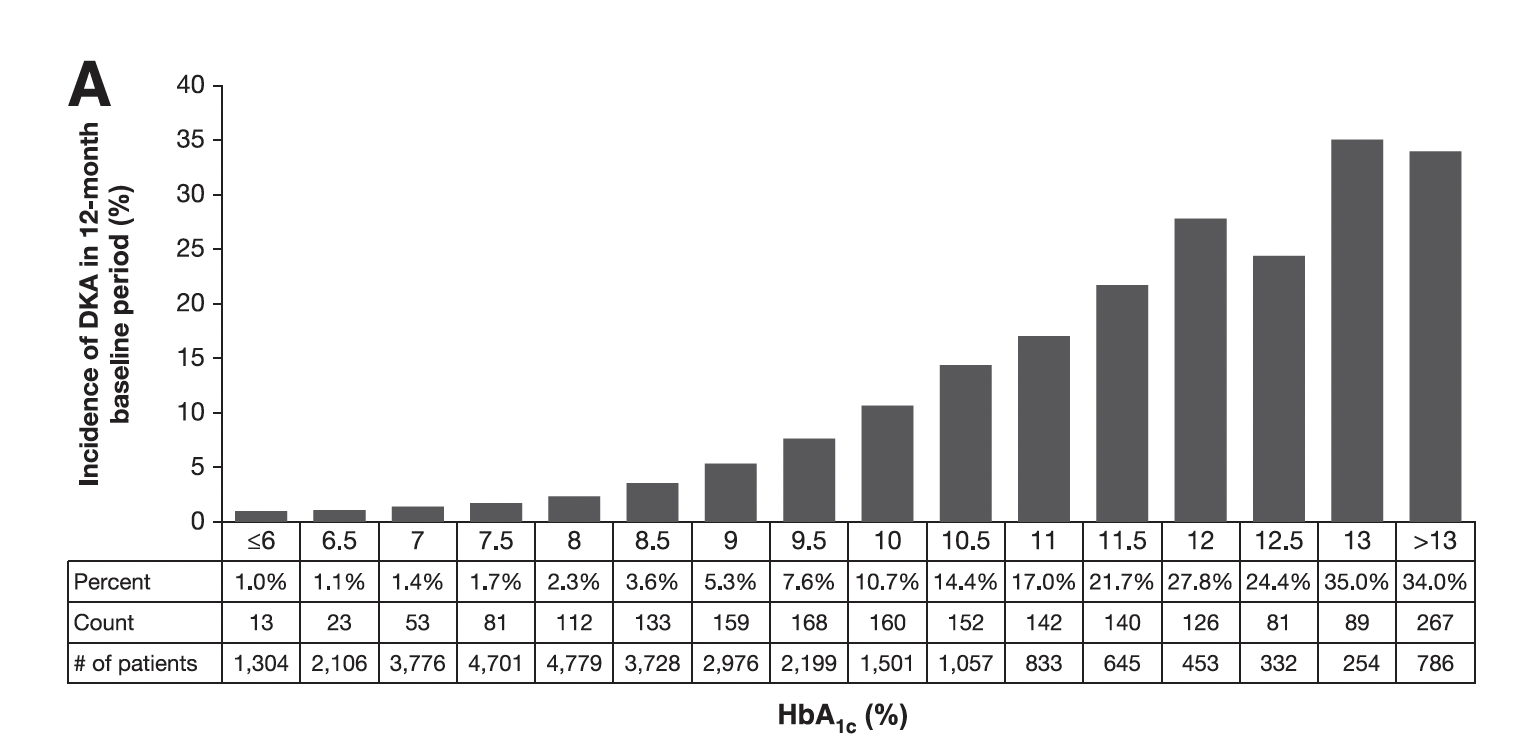 A
Incidence of DKA in 12-month
baseline period (%)
40
35
30
25
20
15
10
5
0
≤6 6.5 7 7.5 8 8.5 9 9.5 10 10.5 11 11.5 12 12.5 13 >13
Percent 1.0% 1.1% 1.4% 1.7% 2.3% 3.6% 5.3% 7.6% 10.7% 14.4% 17.0% 21.7% 27.8% 24.4% 35.0% 34.0%
Count 13 23 53 81 112 133 159 168 160 152 142 140 126 81 89 267
# of patients 1,304 2,106 3,776 4,701 4,779 3,728 2,976 2,199 1,501 1,057 833 645 453 332 254 786
HbA1c (%)